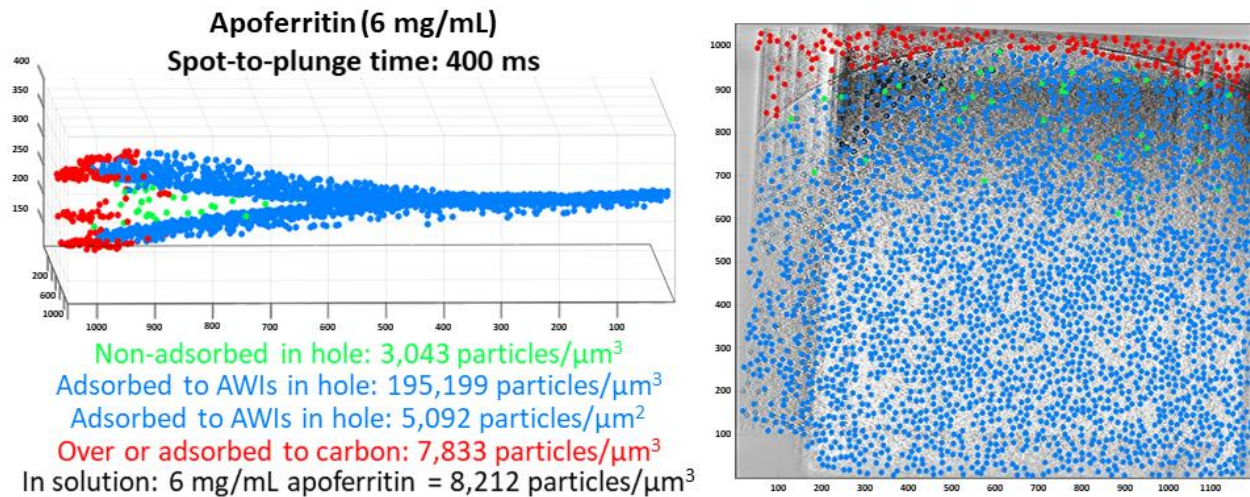 Apoferritin (6 mg/mL)
Spot-to-plunge time: 400 ms
400
350
300
250
200
150
200
600
1000
1000 900 800 700 600 500 400 300 200 100
Non-adsorbed in hole: 3,043 particles/µm³
Adsorbed to AWIs in hole: 195,199 particles/µm³
Adsorbed to AWIs in hole: 5,092 particles/µm²
Over or adsorbed to carbon: 7,833 particles/µm³
In solution: 6 mg/mL apoferritin = 8,212 particles/µm³
1000
900
800
700
600
500
400
300
200
100
100 200 300 400 500 600 700 800 900 1000 1100